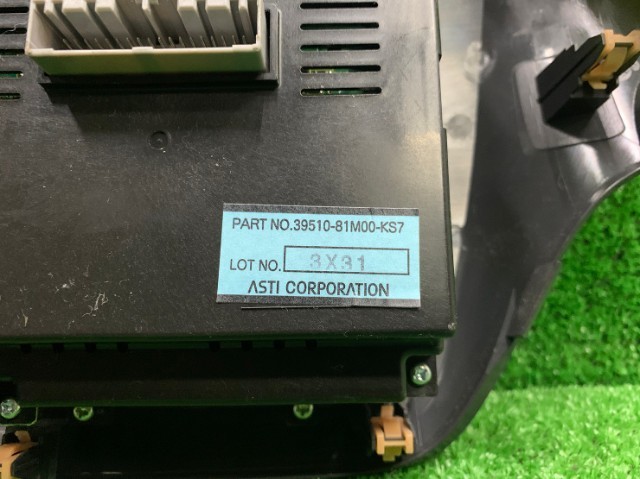 PART NO.39510-81M00-KS7
LOT NO. 3X31
ASTI CORPORATION